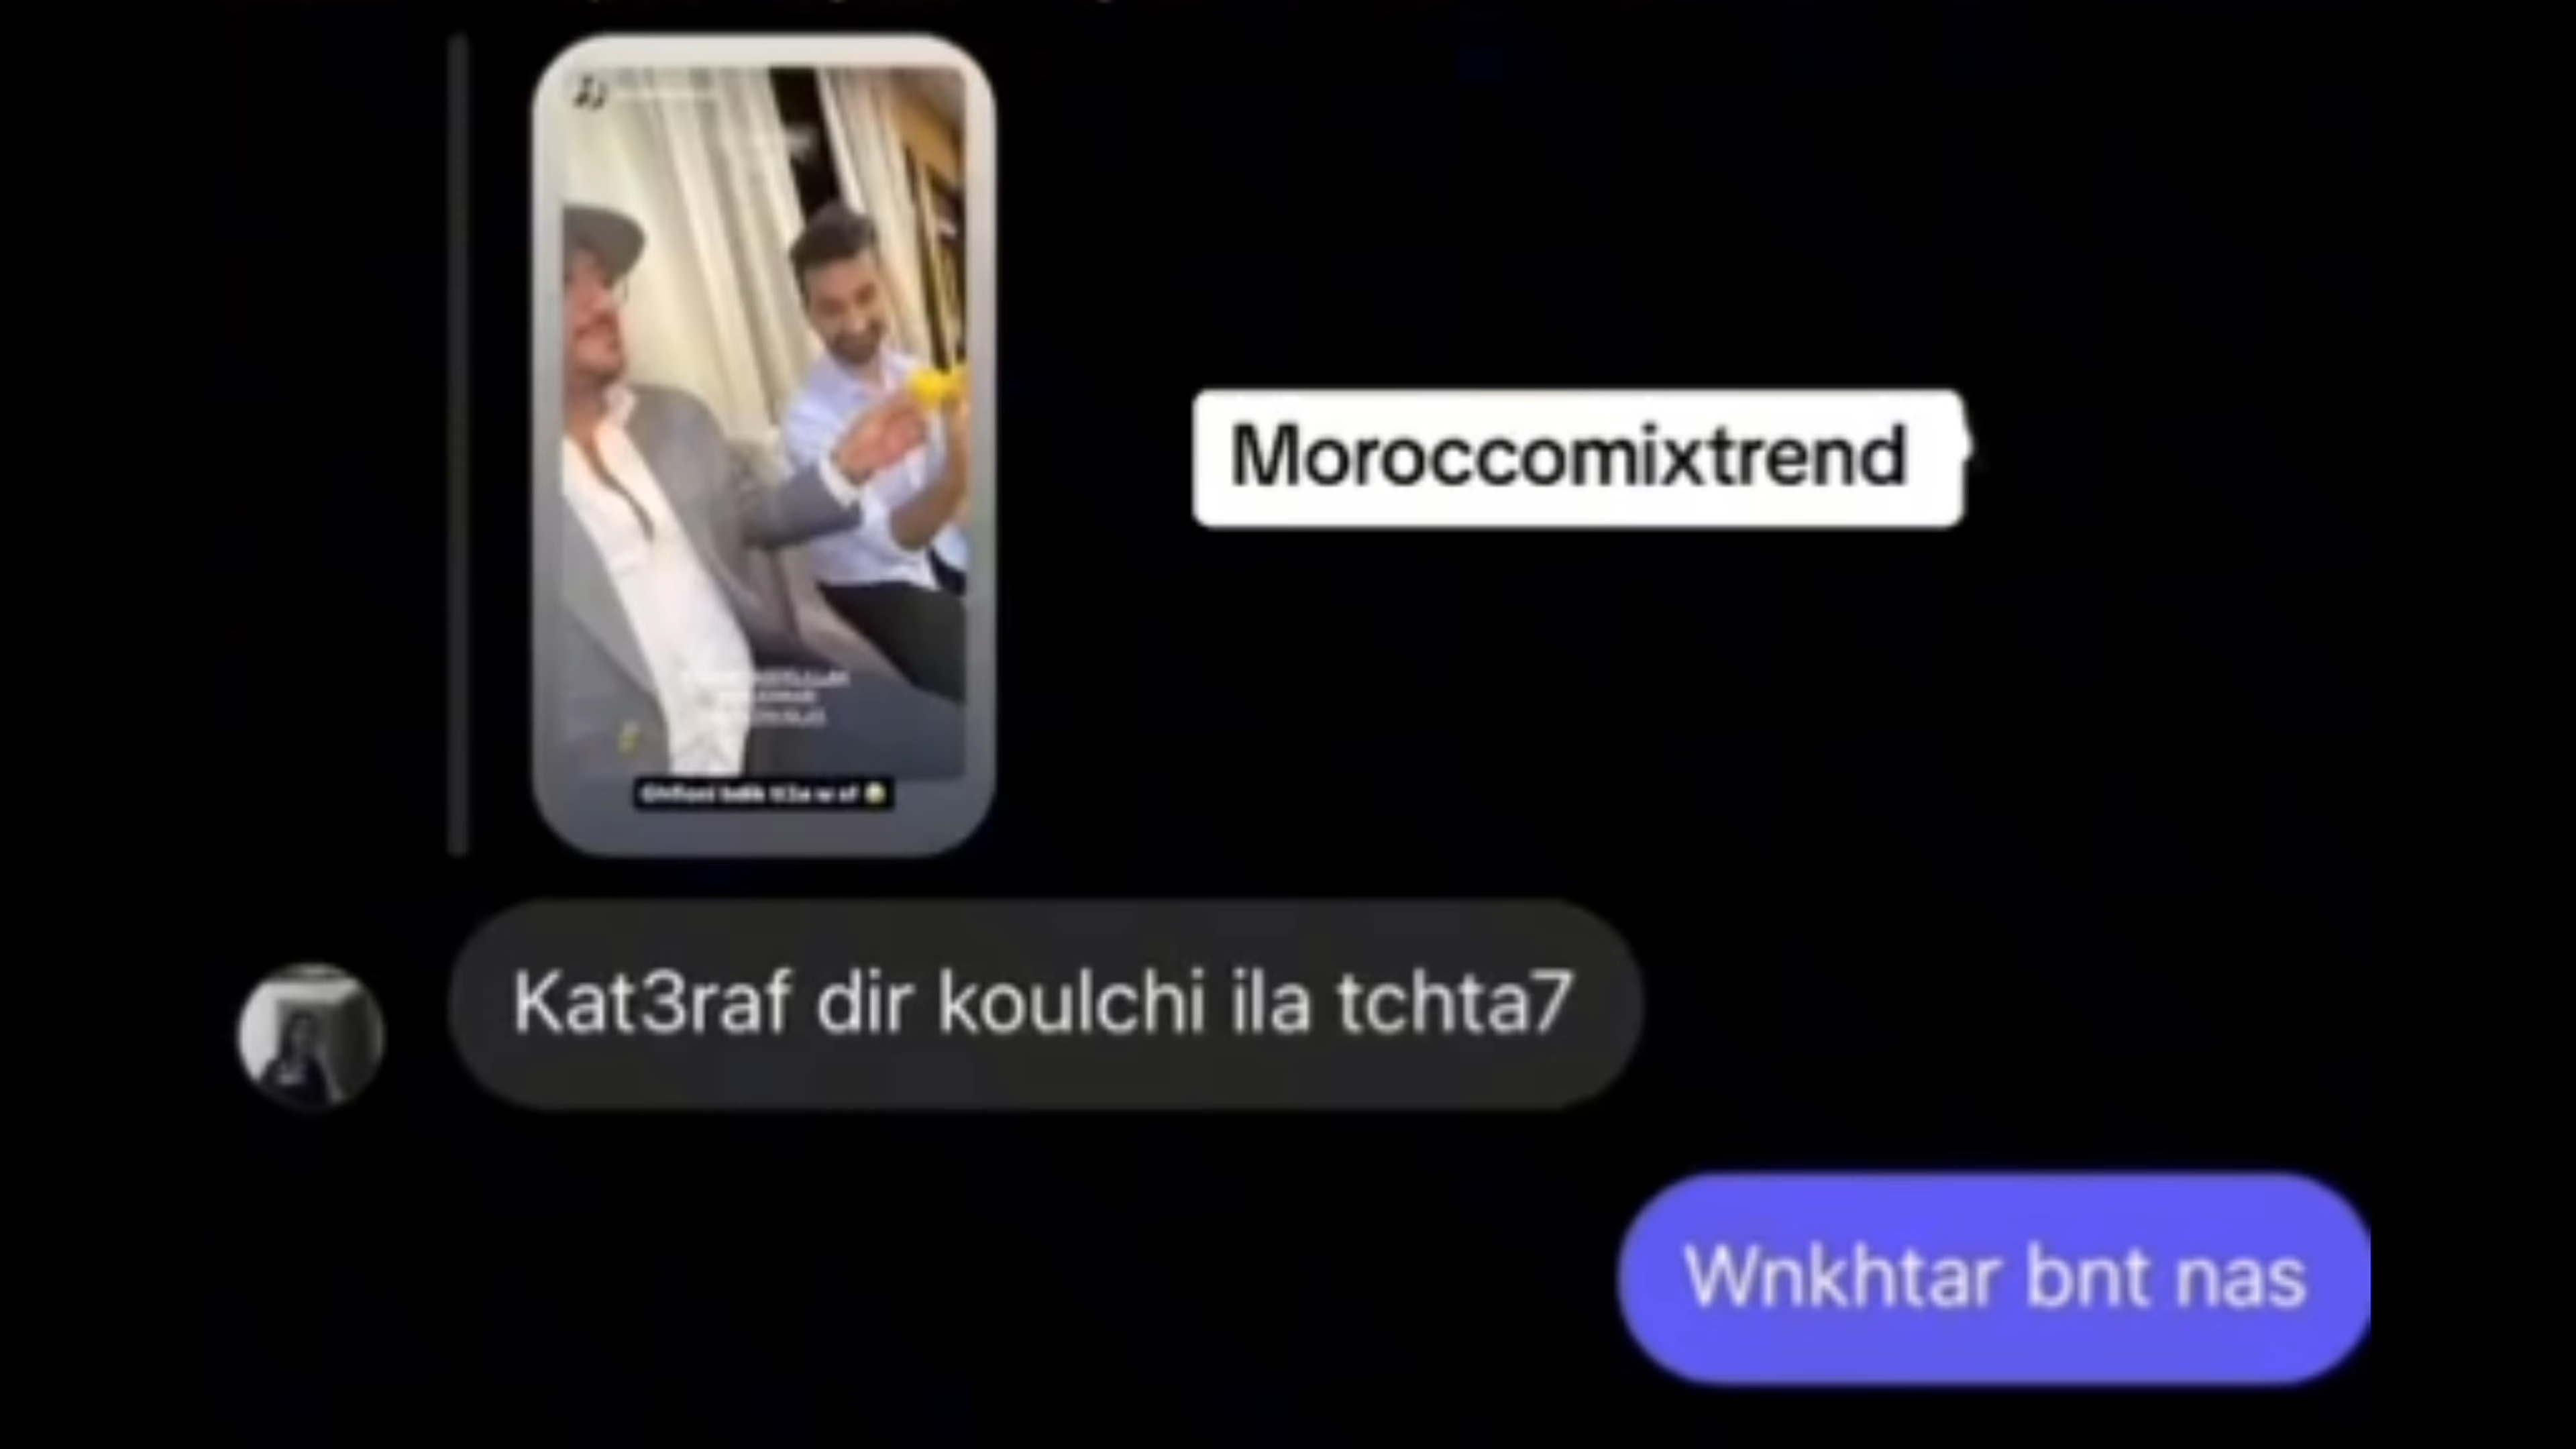 Moroccomixtrend
Kat3raf dir koulchi ila tchta7
Wnkhtar bnt nas